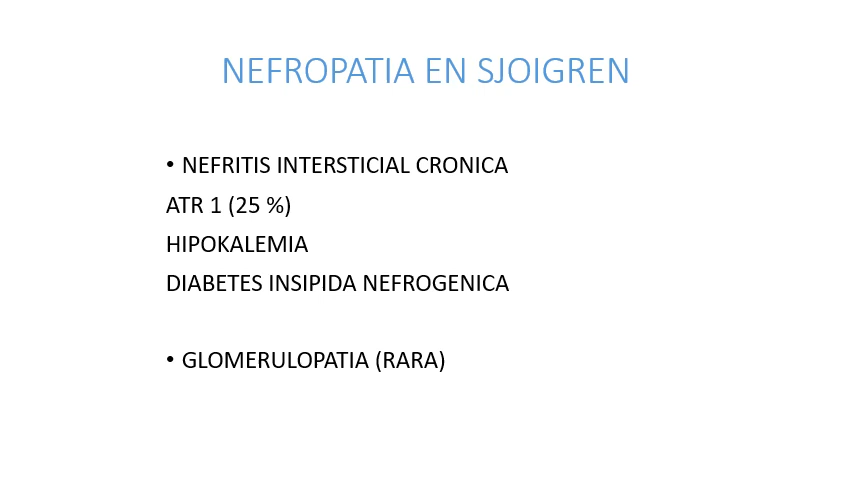 NEFROPATIA EN SJOIGREN
• NEFRITIS INTERSTICIAL CRONICA
ATR 1 (25 %)
HIPOKALEMIA
DIABETES INSIPIDA NEFROGENICA
• GLOMERULOPATIA (RARA)